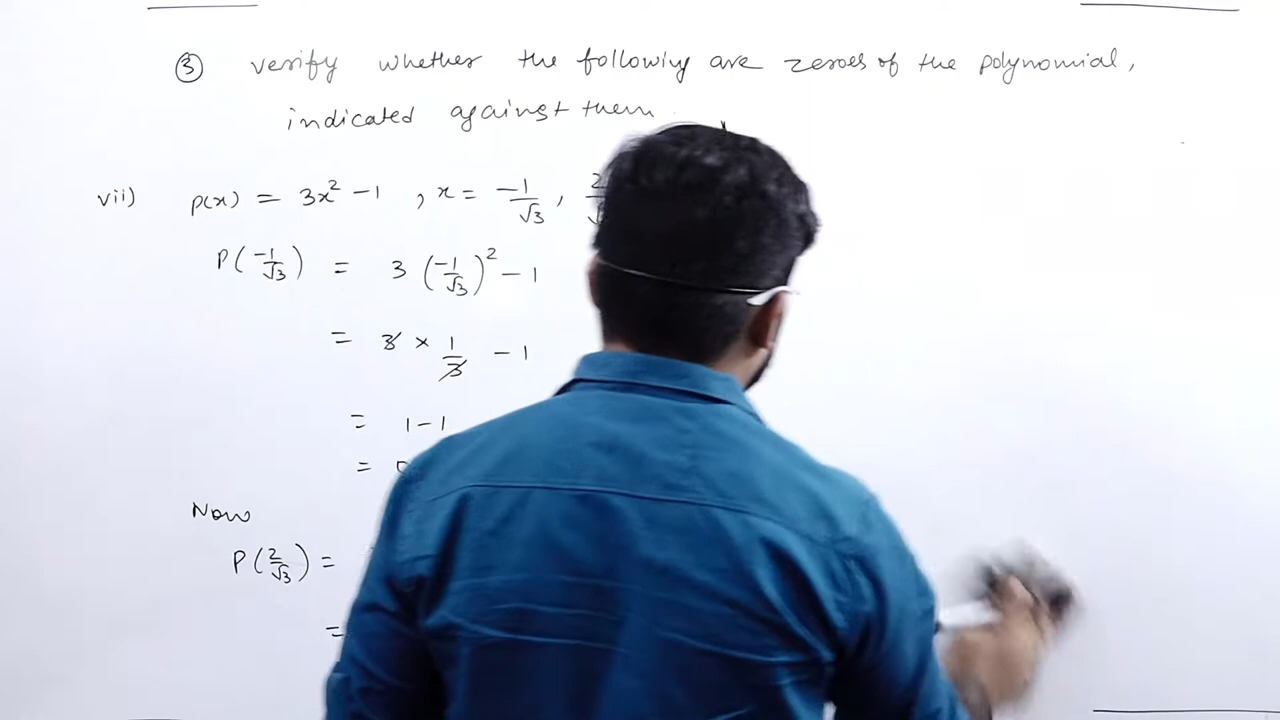 ③ verify whether the following are zeroes of the polynomial,
indicated against them
vii) p(x) = 3x² -1 , x = -1/√3 , 2
P(-1/√3) = 3 (-1/√3)² - 1
= 3 × 1/3 - 1
= 1-1
=
Now
P(2/√3) =
=